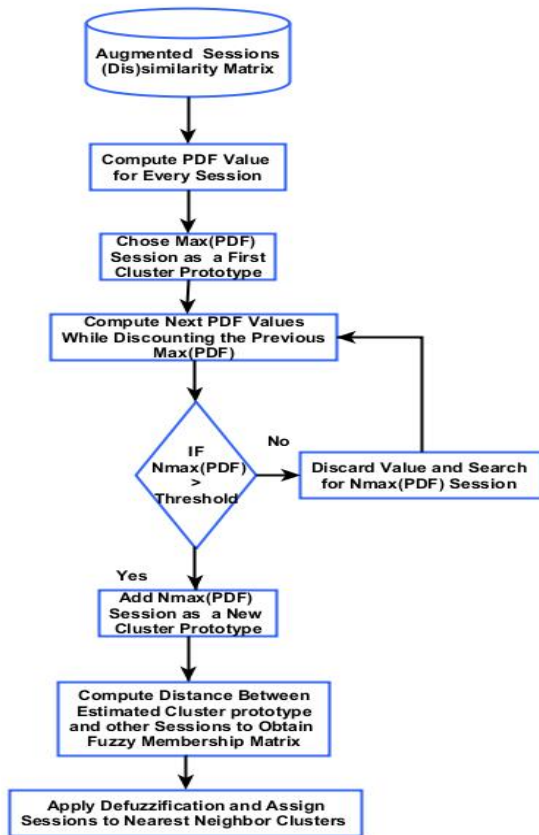 Augmented Sessions
(Dis)similarity Matrix
Compute PDF Value
for Every Session
Chose Max(PDF)
Session as a First
Cluster Prototype
Compute Next PDF Values
While Discounting the Previous
Max(PDF)
IF
Nmax(PDF)
>
Threshold
No
Discard Value and Search
for Nmax(PDF) Session
Yes
Add Nmax(PDF)
Session as a New
Cluster Prototype
Compute Distance Between
Estimated Cluster prototype
and other Sessions to Obtain
Fuzzy Membership Matrix
Apply Defuzzification and Assign
Sessions to Nearest Neighbor Clusters